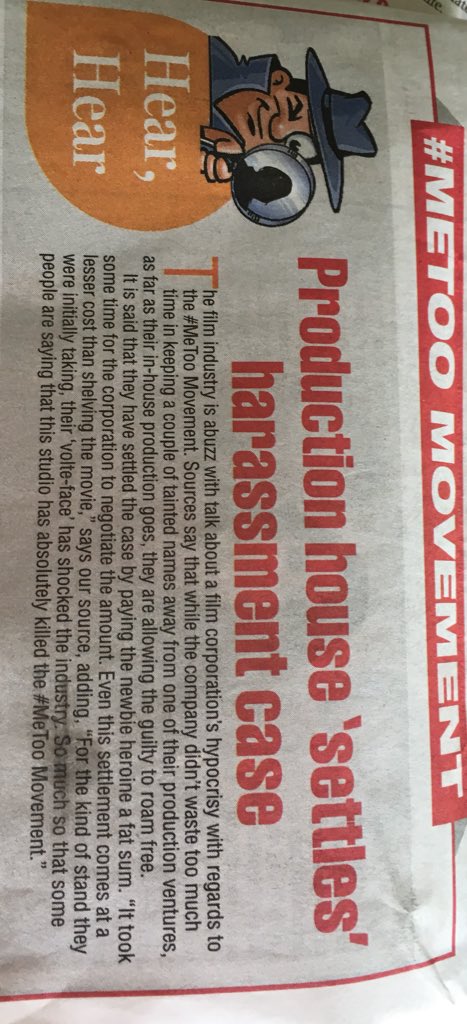 #METOO MOVEMENT
Hear,
Hear
Production house 'settles'
harassment case
The film industry is abuzz with talk about a film corporation's hypocrisy with regards to
the #MeToo Movement. Sources say that while the company didn't waste too much
time in keeping a couple of tainted names away from one of their production ventures,
as far as their in-house production goes, they are allowing the guilty to roam free.
It is said that they have settled the case by paying the newbie heroine a fat sum. "It took
some time for the corporation to negotiate the amount. Even this settlement comes at a
lesser cost than shelving the movie," says our source, adding, "For the kind of stand they
were initially taking, their 'volte-face' has shocked the industry. So much so that some
people are saying that this studio has absolutely killed the #MeToo Movement."